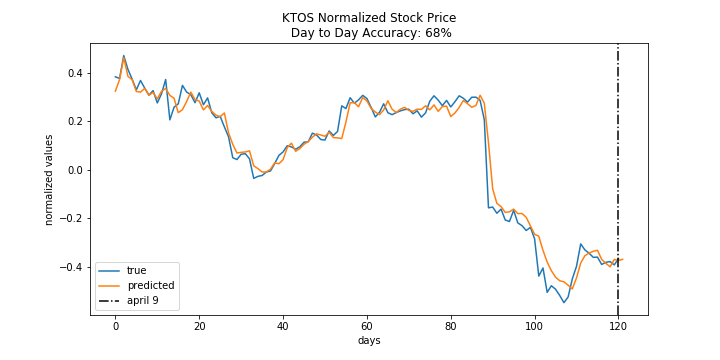 KTOS Normalized Stock Price
Day to Day Accuracy: 68%
normalized values
0.4
0.2
0.0
−0.2
−0.4
true
predicted
april 9
0
20
40
60
80
100
120
days